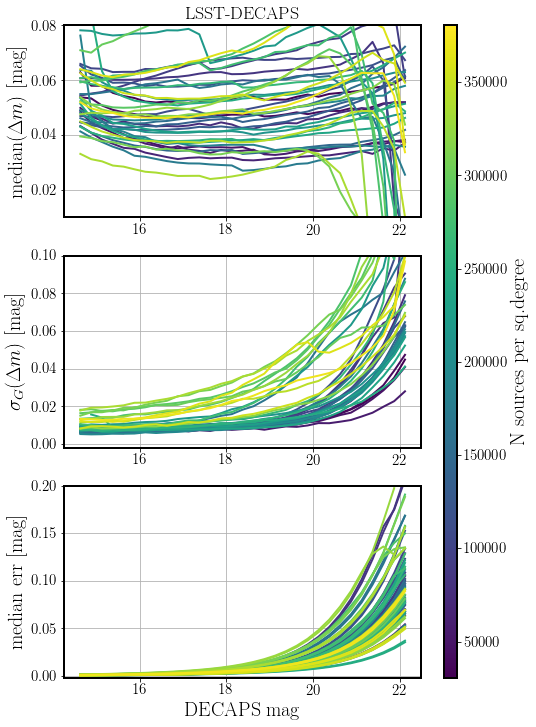 LSST-DECAPS
median(Δm) [mag]
0.08
0.06
0.04
0.02
16 18 20 22
σ_G(Δm) [mag]
0.10
0.08
0.06
0.04
0.02
0.00
16 18 20 22
median err [mag]
0.20
0.15
0.10
0.05
0.00
16 18 20 22
DECAPS mag
350000
300000
250000
200000
150000
100000
50000
N sources per sq.degree